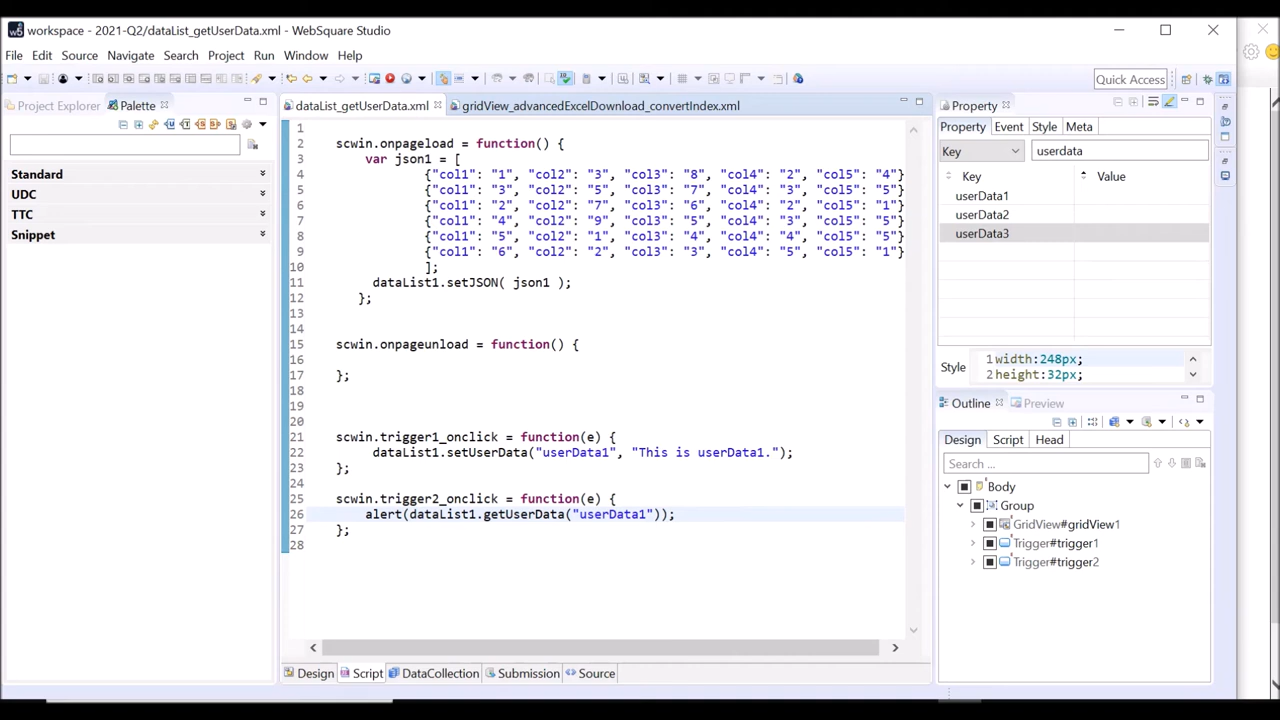 workspace - 2021-Q2/dataList_getUserData.xml - WebSquare Studio
File Edit Source Navigate Search Project Run Window Help
Quick Access
Project Explorer Palette
dataList_getUserData.xml gridView_advancedExcelDownload_convertIndex.xml
Standard
UDC
TTC
Snippet
1
2 scwin.onpageload = function() {
3 var json1 = [
4 {"col1": "1", "col2": "3", "col3": "8", "col4": "2", "col5": "4"}
5 {"col1": "3", "col2": "5", "col3": "7", "col4": "3", "col5": "5"}
6 {"col1": "2", "col2": "7", "col3": "6", "col4": "2", "col5": "1"}
7 {"col1": "4", "col2": "9", "col3": "5", "col4": "3", "col5": "5"}
8 {"col1": "5", "col2": "1", "col3": "4", "col4": "4", "col5": "5"}
9 {"col1": "6", "col2": "2", "col3": "3", "col4": "5", "col5": "1"}
10 ];
11 dataList1.setJSON( json1 );
12 };
13
14
15 scwin.onpageunload = function() {
16
17 };
18
19
20
21 scwin.trigger1_onclick = function(e) {
22 dataList1.setUserData("userData1", "This is userData1.");
23 };
24
25 scwin.trigger2_onclick = function(e) {
26 alert(dataList1.getUserData("userData1"));
27 };
28
Design Script DataCollection Submission Source
Property
Property Event Style Meta
Key userdata
Key Value
userData1
userData2
userData3
Style
1 width:248px;
2 height:32px;
Outline Preview
Design Script Head
Search ...
Body
Group
GridView#gridView1
Trigger#trigger1
Trigger#trigger2